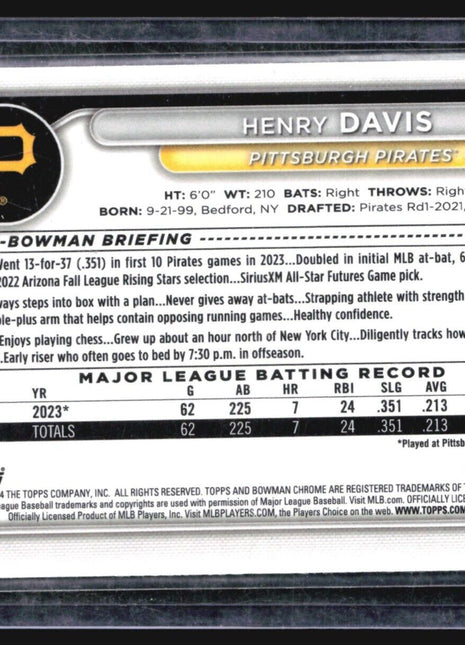 P
®
HENRY DAVIS
PITTSBURGH PIRATES™
HT: 6'0" WT: 210 BATS: Right THROWS: Righ
BORN: 9-21-99, Bedford, NY DRAFTED: Pirates Rd1-2021,
-BOWMAN BRIEFING
Went 13-for-37 (.351) in first 10 Pirates games in 2023...Doubled in initial MLB at-bat, 6
2022 Arizona Fall League Rising Stars selection...SiriusXM All-Star Futures Game pick.
ways steps into box with a plan...Never gives away at-bats...Strapping athlete with strength
ble-plus arm that helps contain opposing running games...Healthy confidence.
Enjoys playing chess...Grew up about an hour north of New York City...Diligently tracks how
..Early riser who often goes to bed by 7:30 p.m. in offseason.
MAJOR LEAGUE BATTING RECORD
YR G AB HR RBI SLG AVG
2023* 62 225 7 24 .351 .213
TOTALS 62 225 7 24 .351 .213
*Played at Pittsb
4 THE TOPPS COMPANY, INC. ALL RIGHTS RESERVED. TOPPS AND BOWMAN CHROME ARE REGISTERED TRADEMARKS OF T
ague Baseball trademarks and copyrights are used with permission of Major League Baseball. Visit MLB.com. OFFICIALLY LICE
Officially Licensed Product of MLB Players, Inc. Visit MLBPLAYERS.COM, the Players Choice on the web. WWW.TOPPS.COM